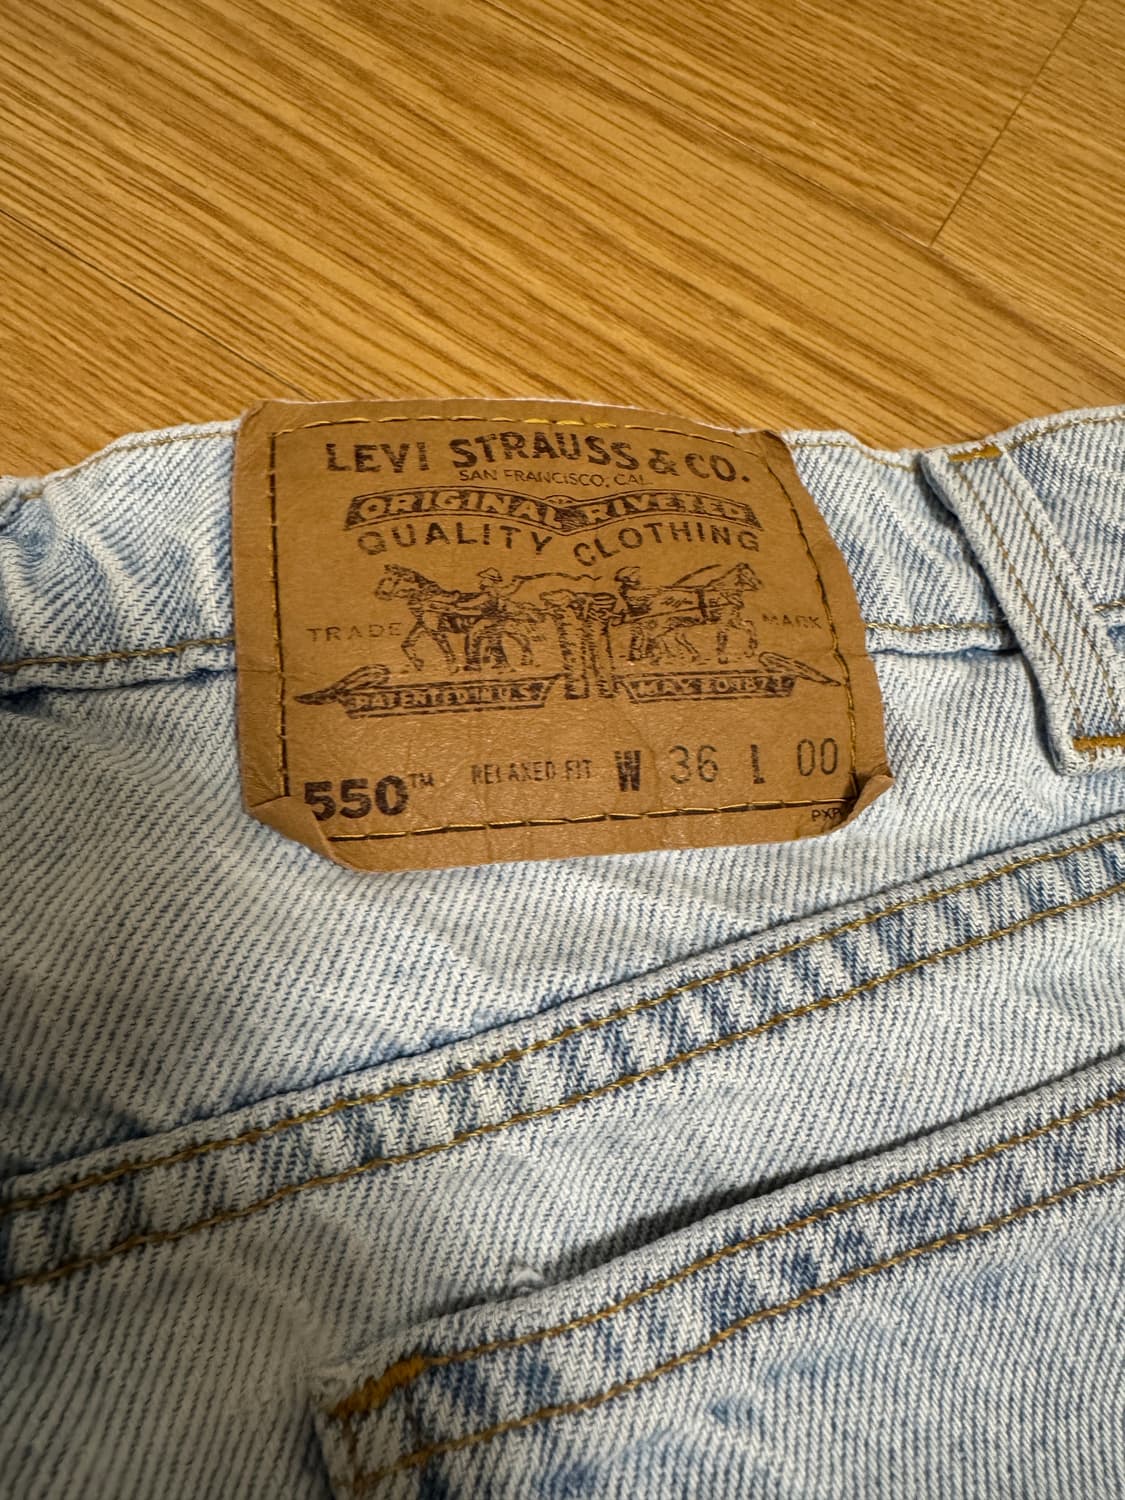 LEVI STRAUSS & CO.
SAN FRANCISCO, CAL
ORIGINAL RIVETED
QUALITY CLOTHING
TRADE MARK
PATENTED IN U.S. MAY 20 1873
550™ RELAXED FIT W 36 L 00